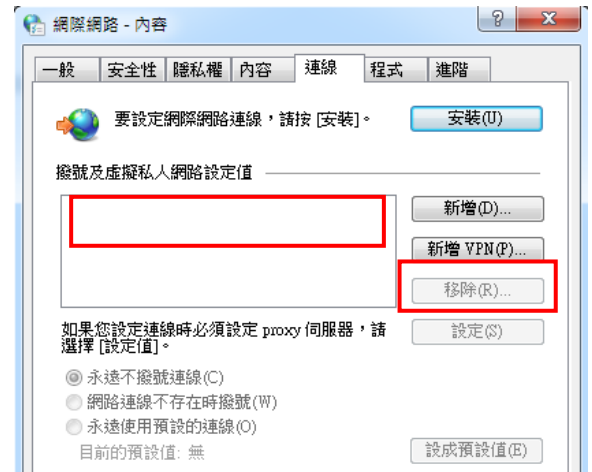 網際網路 - 內容
一般 安全性 隱私權 內容 連線 程式 進階
要設定網際網路連線，請按 [安裝]。 安裝(U)
撥號及虛擬私人網路設定值
新增(D)...
新增 VPN(P)...
移除(R)...
如果您設定連線時必須設定 proxy 伺服器，請
選擇 [設定值]。
設定(S)
永遠不撥號連線(C)
網路連線不存在時撥號(W)
永遠使用預設的連線(O)
目前的預設值: 無 設成預設值(E)